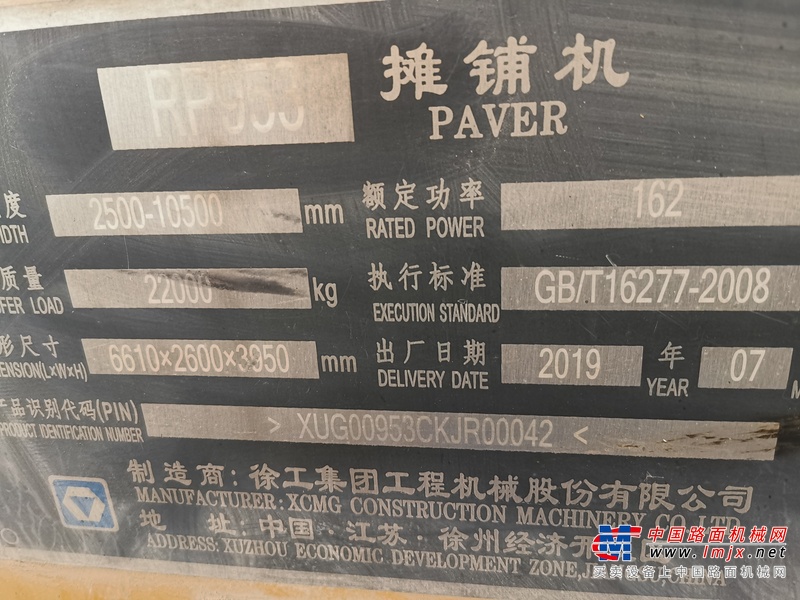 RP953 摊铺机
PAVER
度 2500-10500 mm 额定功率 162
IDTH RATED POWER
质量 22000 kg 执行标准 GB/T16277-2008
FER LOAD EXECUTION STANDARD
形尺寸 6610×2600×3950 mm 出厂日期 2019 年 07
ENSION(L×W×H) DELIVERY DATE YEAR M
产品识别代码(PIN) > XUG00953CKJR00042 <
PRODUCT IDENTIFICATION NUMBER
制造商:徐工集团工程机械股份有限公司
MANUFACTURER: XCMG CONSTRUCTION MACHINERY CO.,LTD
地 址:中国·江苏·徐州经济开
ADDRESS: XUZHOU ECONOMIC DEVELOPMENT ZONE,
CHINA
中国路面机械网
www.lmjx.net
买卖设备上中国路面机械网